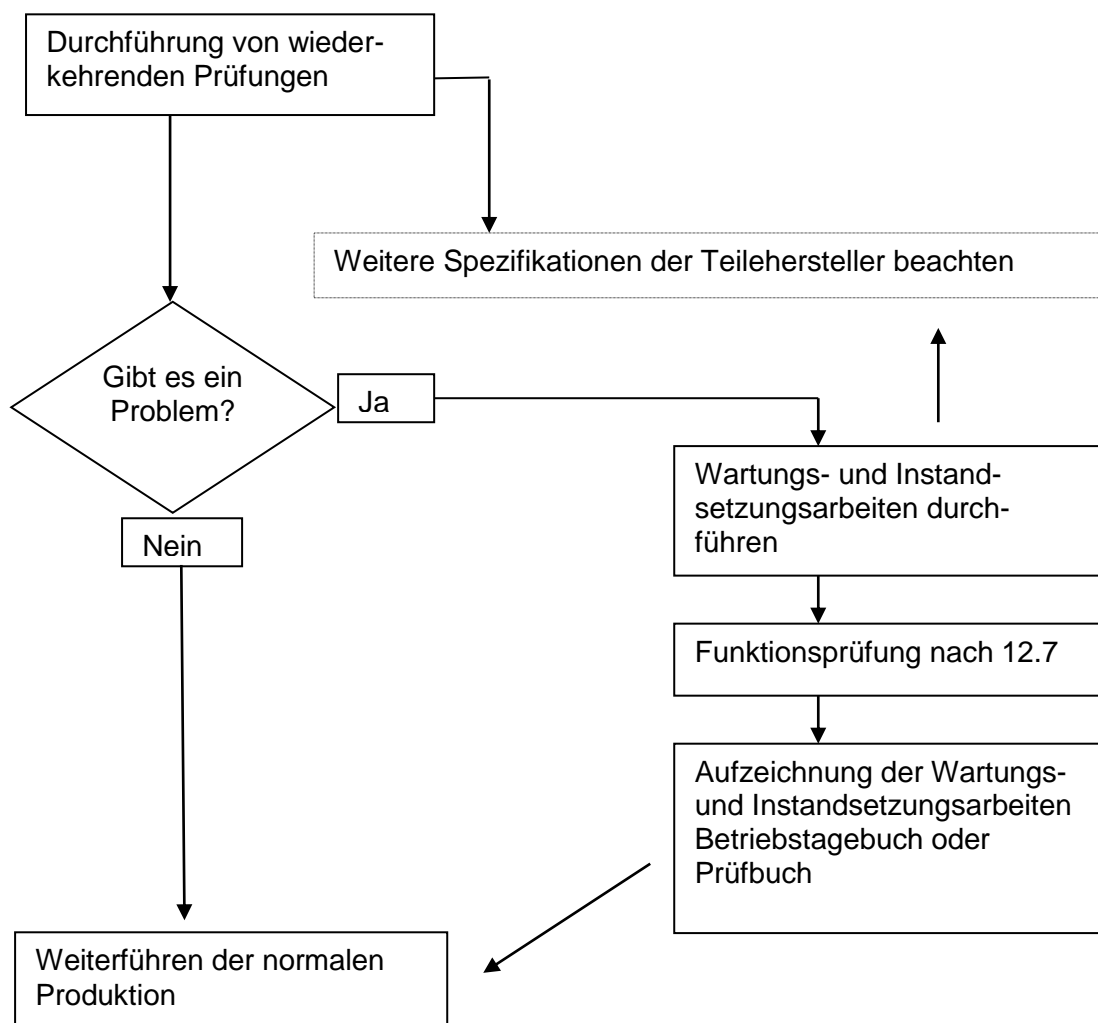 Durchführung von wieder-
kehrenden Prüfungen
Weitere Spezifikationen der Teilehersteller beachten
Gibt es ein
Problem?
Ja
Wartungs- und Instand-
setzungsarbeiten durch-
führen
Nein
Funktionsprüfung nach 12.7
Aufzeichnung der Wartungs-
und Instandsetzungsarbeiten
Betriebstagebuch oder
Prüfbuch
Weiterführen der normalen
Produktion